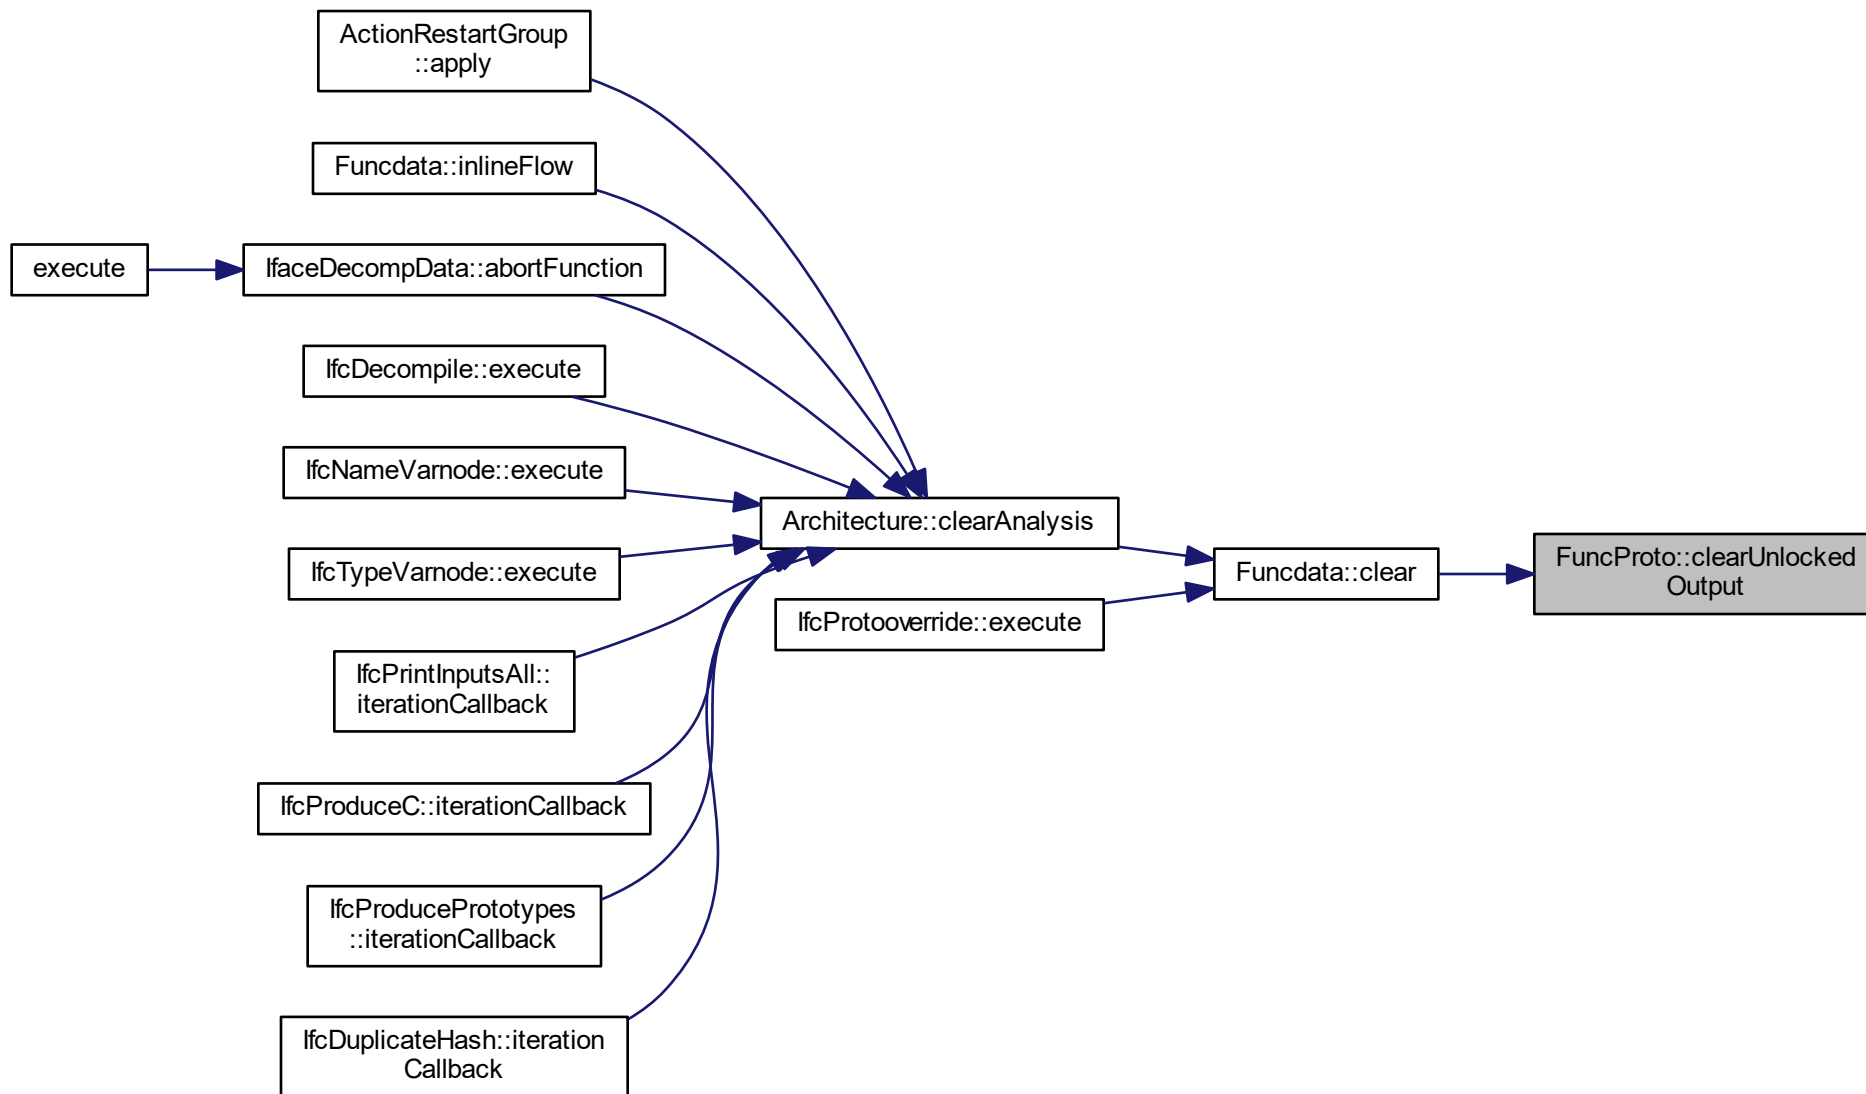 ActionRestartGroup
::apply
Funcdata::inlineFlow
execute
IfaceDecompData::abortFunction
IfcDecompile::execute
IfcNameVarnode::execute
Architecture::clearAnalysis
FuncProto::clearUnlocked
Output
IfcTypeVarnode::execute
Funcdata::clear
IfcProtooverride::execute
IfcPrintInputsAll::
iterationCallback
IfcProduceC::iterationCallback
IfcProducePrototypes
::iterationCallback
IfcDuplicateHash::iteration
Callback